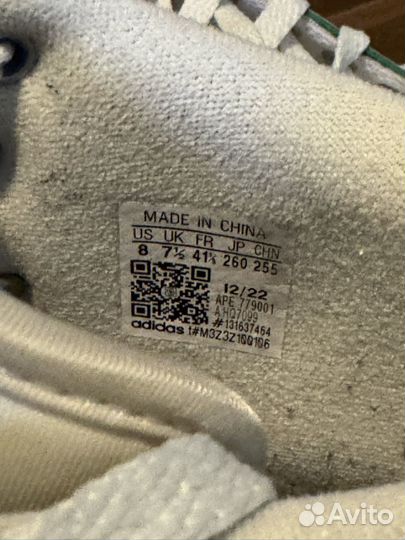 MADE IN CHINA
US UK FR JP CHN
8 7½ 41⅓ 260 255
12/22
APE 779001
A HQ7099
#131637464
adidas t#M3Z3Z100106
Avito